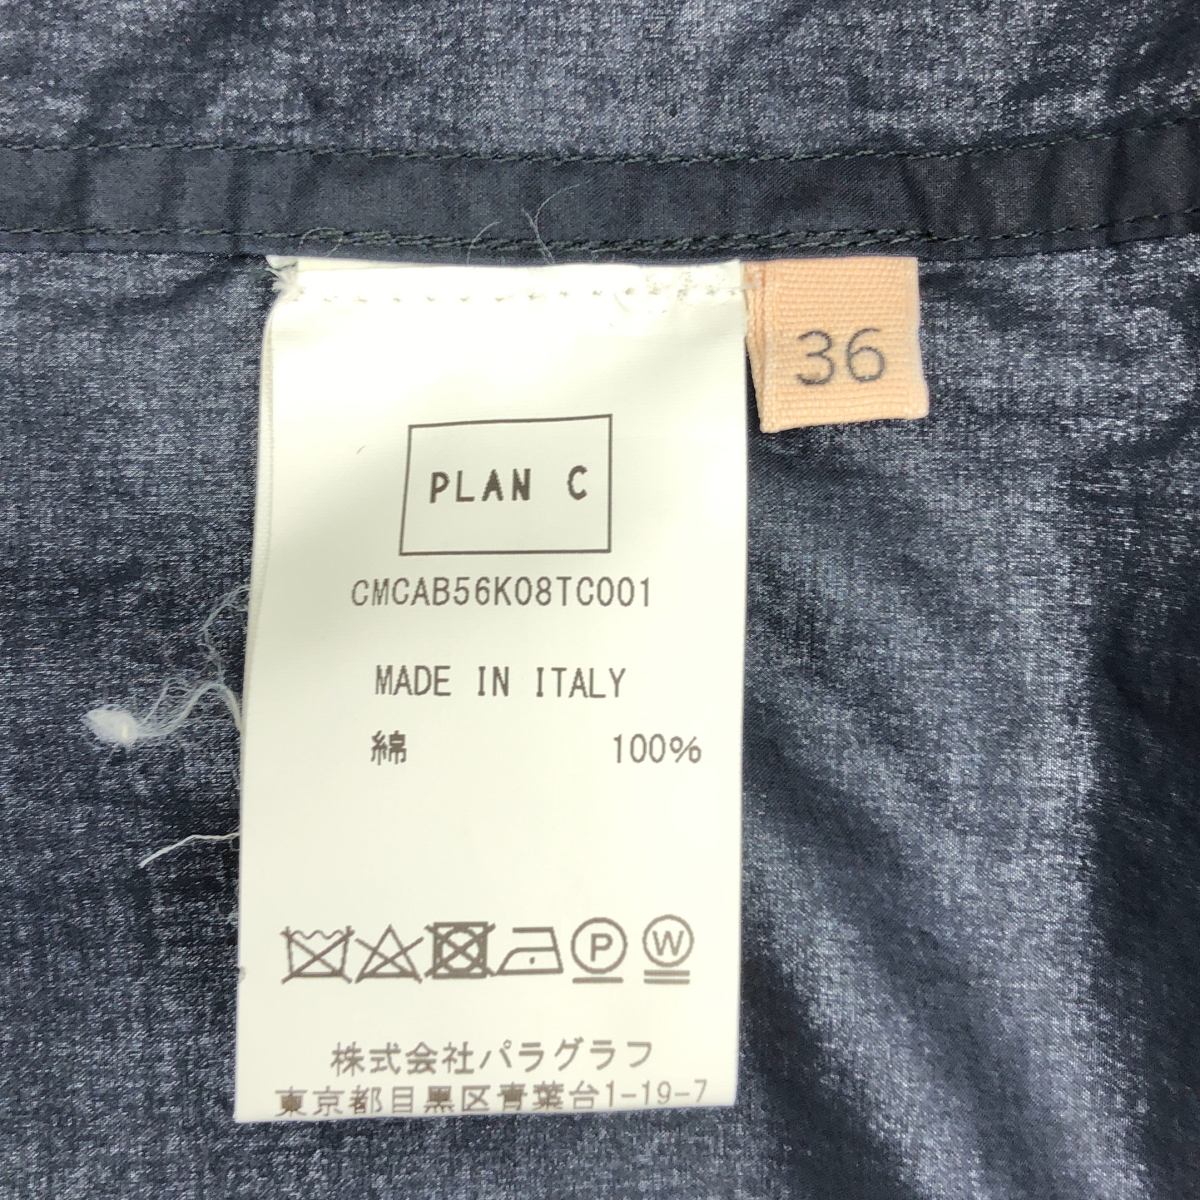 36
PLAN C
CMCAB56K08TC001
MADE IN ITALY
綿 100%
P W
株式会社パラグラフ
東京都目黒区青葉台1-19-7